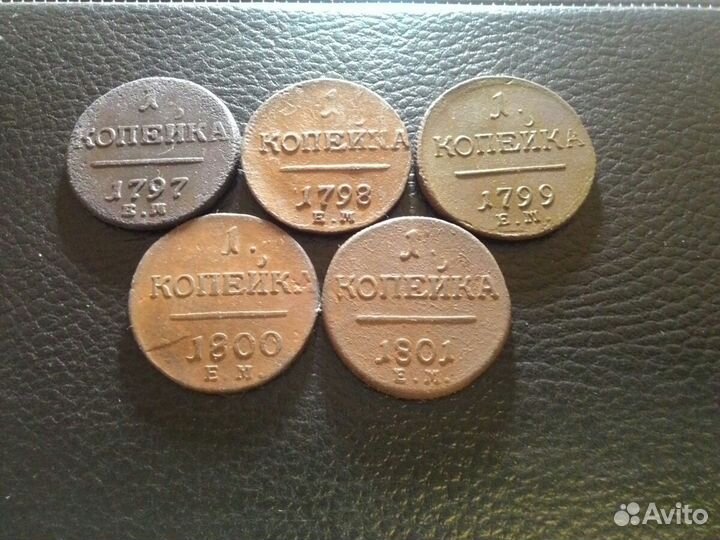 1.
КОПЕЙКА
1797
Е.М
1.
КОПЕЙКА
1798
Е.М
1.
КОПЕЙКА
1799
Е.М.
1.
КОПЕЙКА
1800
Е.М.
1.
КОПЕЙКА
1801
Е.М.
Avito